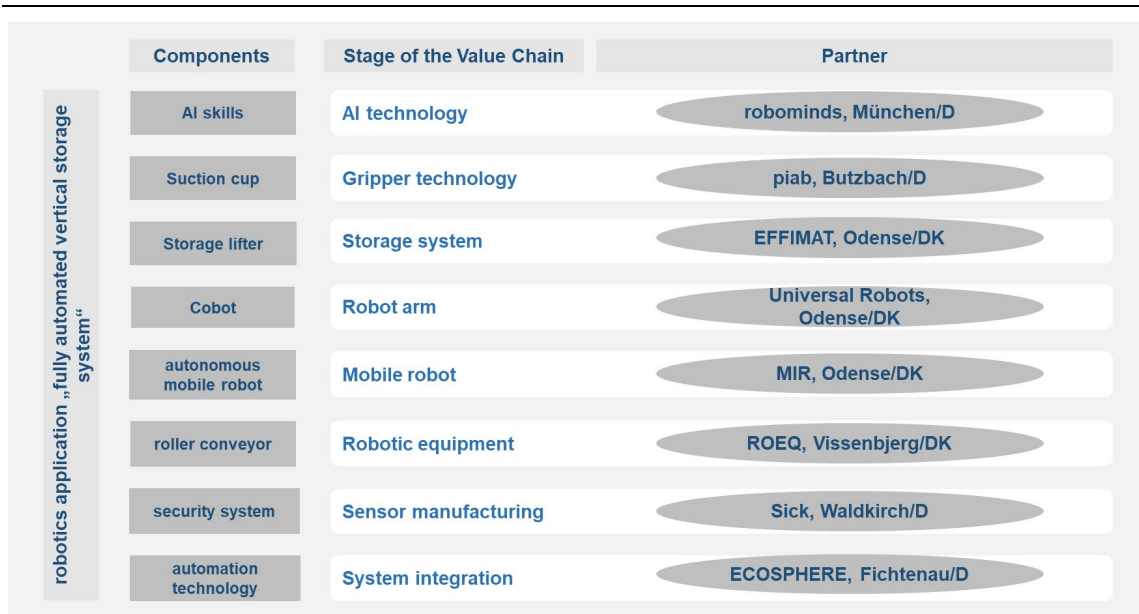 Components
Stage of the Value Chain
Partner
robotics application „fully automated vertical storage
system“
AI skills
AI technology
robominds, München/D
Suction cup
Gripper technology
piab, Butzbach/D
Storage lifter
Storage system
EFFIMAT, Odense/DK
Cobot
Robot arm
Universal Robots,
Odense/DK
autonomous
mobile robot
Mobile robot
MIR, Odense/DK
roller conveyor
Robotic equipment
ROEQ, Vissenbjerg/DK
security system
Sensor manufacturing
Sick, Waldkirch/D
automation
technology
System integration
ECOSPHERE, Fichtenau/D